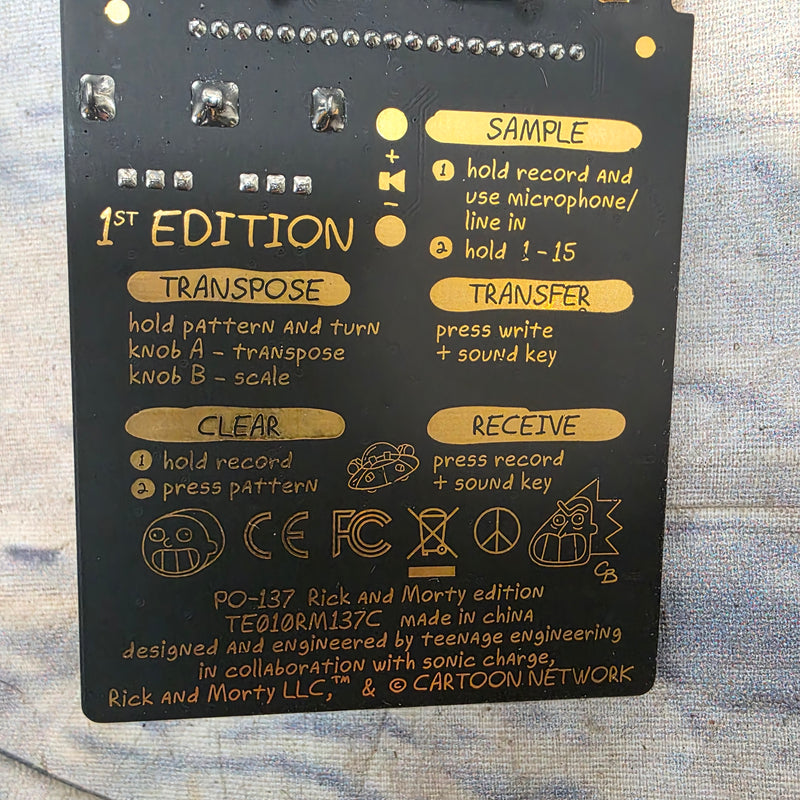 SAMPLE
1 hold record and
use microphone/
line in
2 hold 1-15
+
-
1ST EDITION
TRANSPOSE
hold pattern and turn
knob A - transpose
knob B - scale
TRANSFER
press write
+ sound key
CLEAR
1 hold record
2 press pattern
RECEIVE
press record
+ sound key
CE FC
CB
PO-137 Rick and Morty edition
TE010RM137C made in china
designed and engineered by teenage engineering
in collaboration with sonic charge,
Rick and Morty LLC,™ & © CARTOON NETWORK